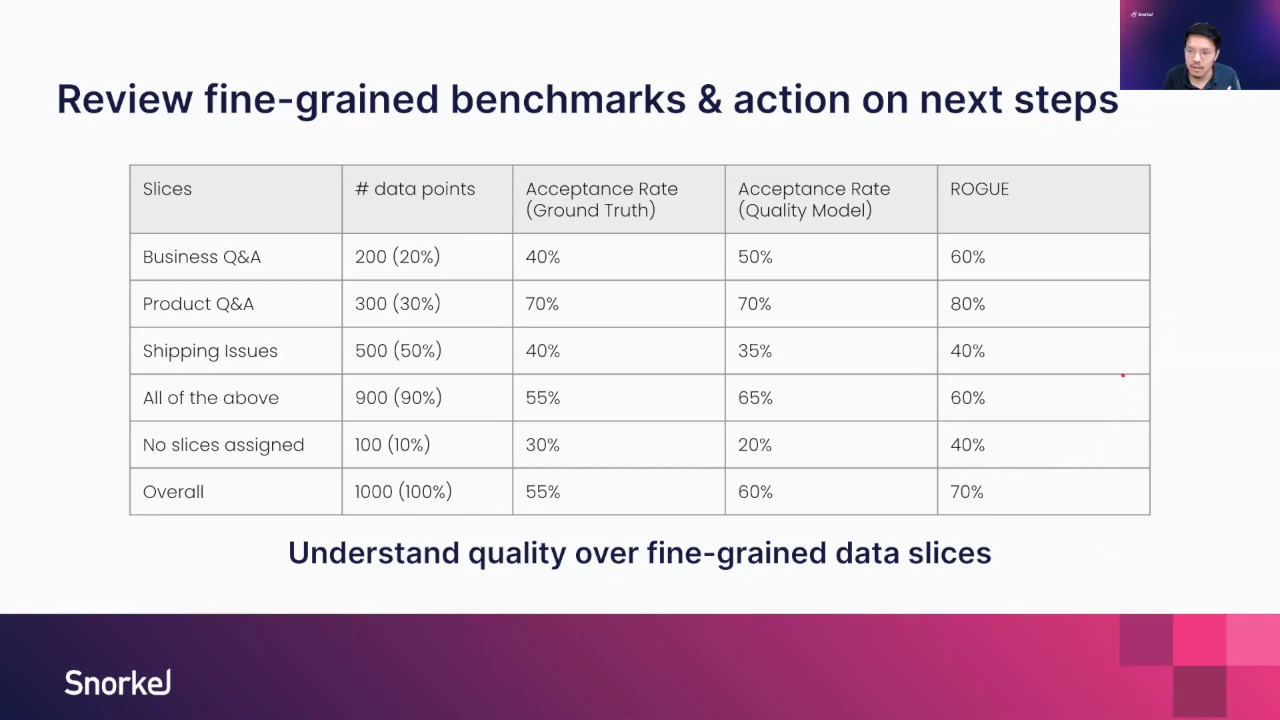 Snorkel
Review fine-grained benchmarks & action on next steps
Slices # data points Acceptance Rate (Ground Truth) Acceptance Rate (Quality Model) ROGUE
Business Q&A 200 (20%) 40% 50% 60%
Product Q&A 300 (30%) 70% 70% 80%
Shipping Issues 500 (50%) 40% 35% 40%
All of the above 900 (90%) 55% 65% 60%
No slices assigned 100 (10%) 30% 20% 40%
Overall 1000 (100%) 55% 60% 70%
Understand quality over fine-grained data slices
Snorkel